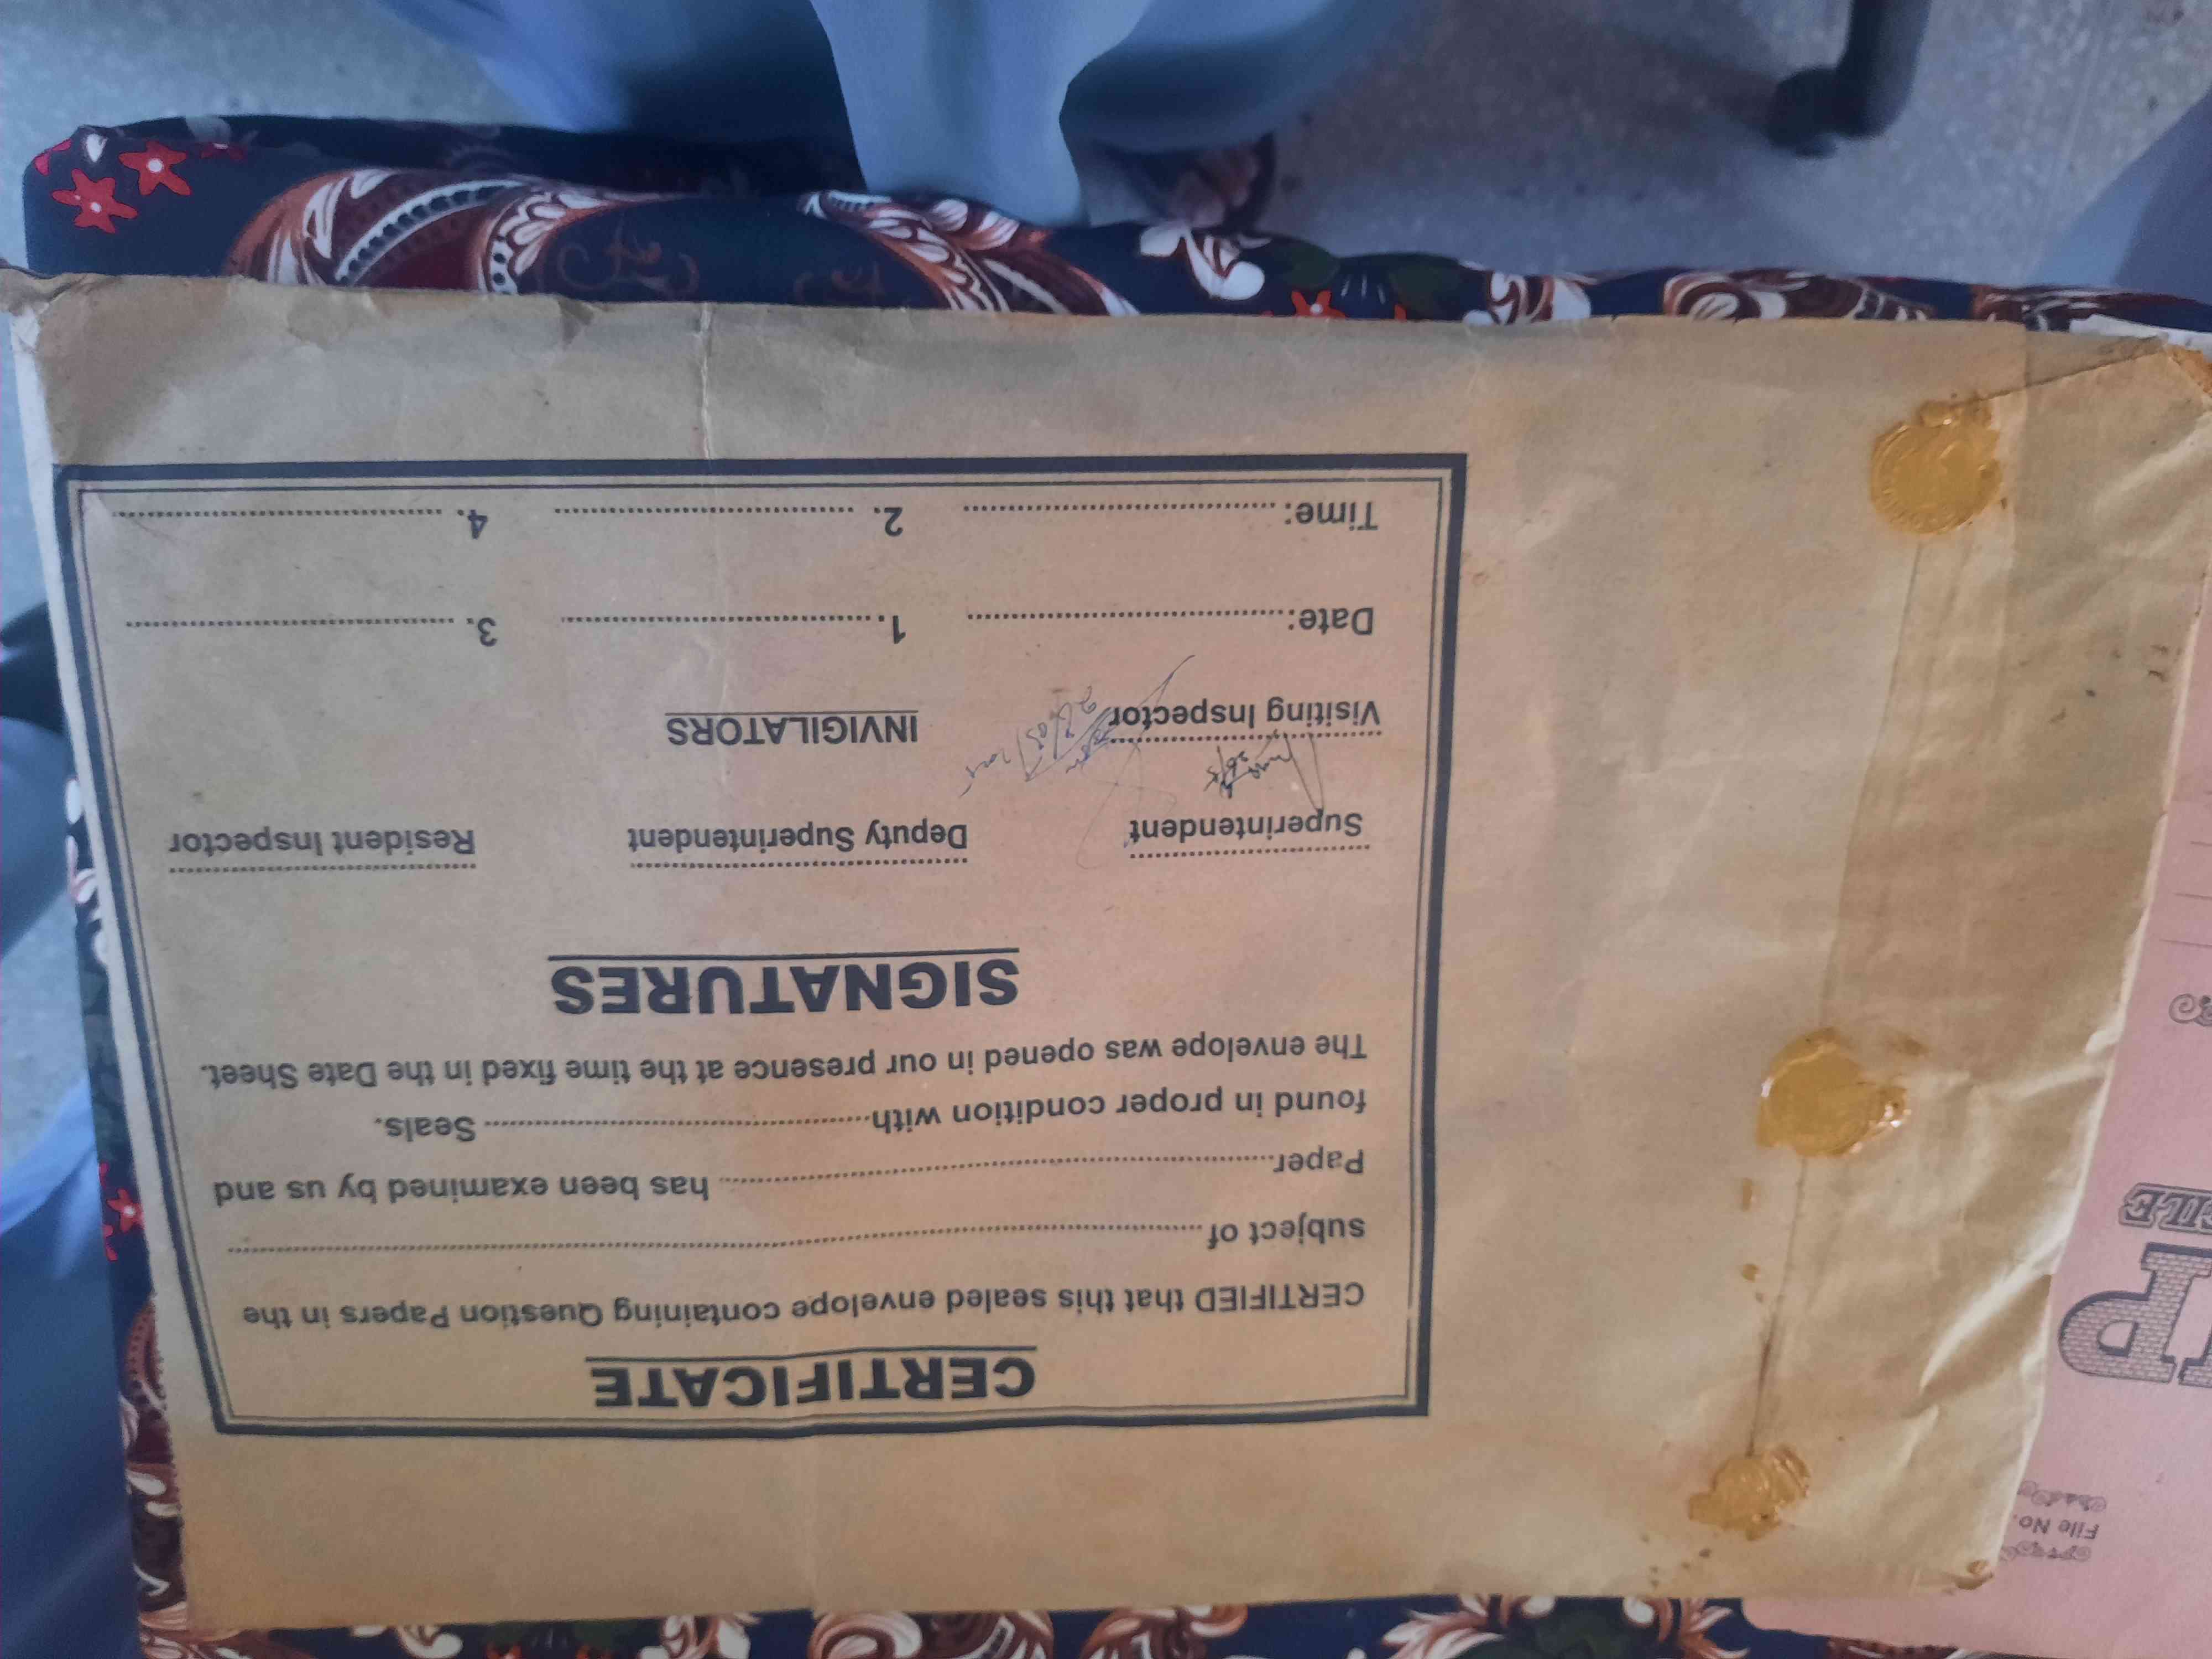 CERTIFICATE
CERTIFIED that this sealed envelope containing Question Papers in the
subject of ..........
Paper.......... has been examined by us and
found in proper condition with.......... Seals.
The envelope was opened in our presence at the time fixed in the Date Sheet.
SIGNATURES
Superintendent Deputy Superintendent Resident Inspector
Visiting Inspector INVIGILATORS
Date:.......... 1........... 3. ..........
Time: .......... 2. .......... 4. ..........
File No.
FILE